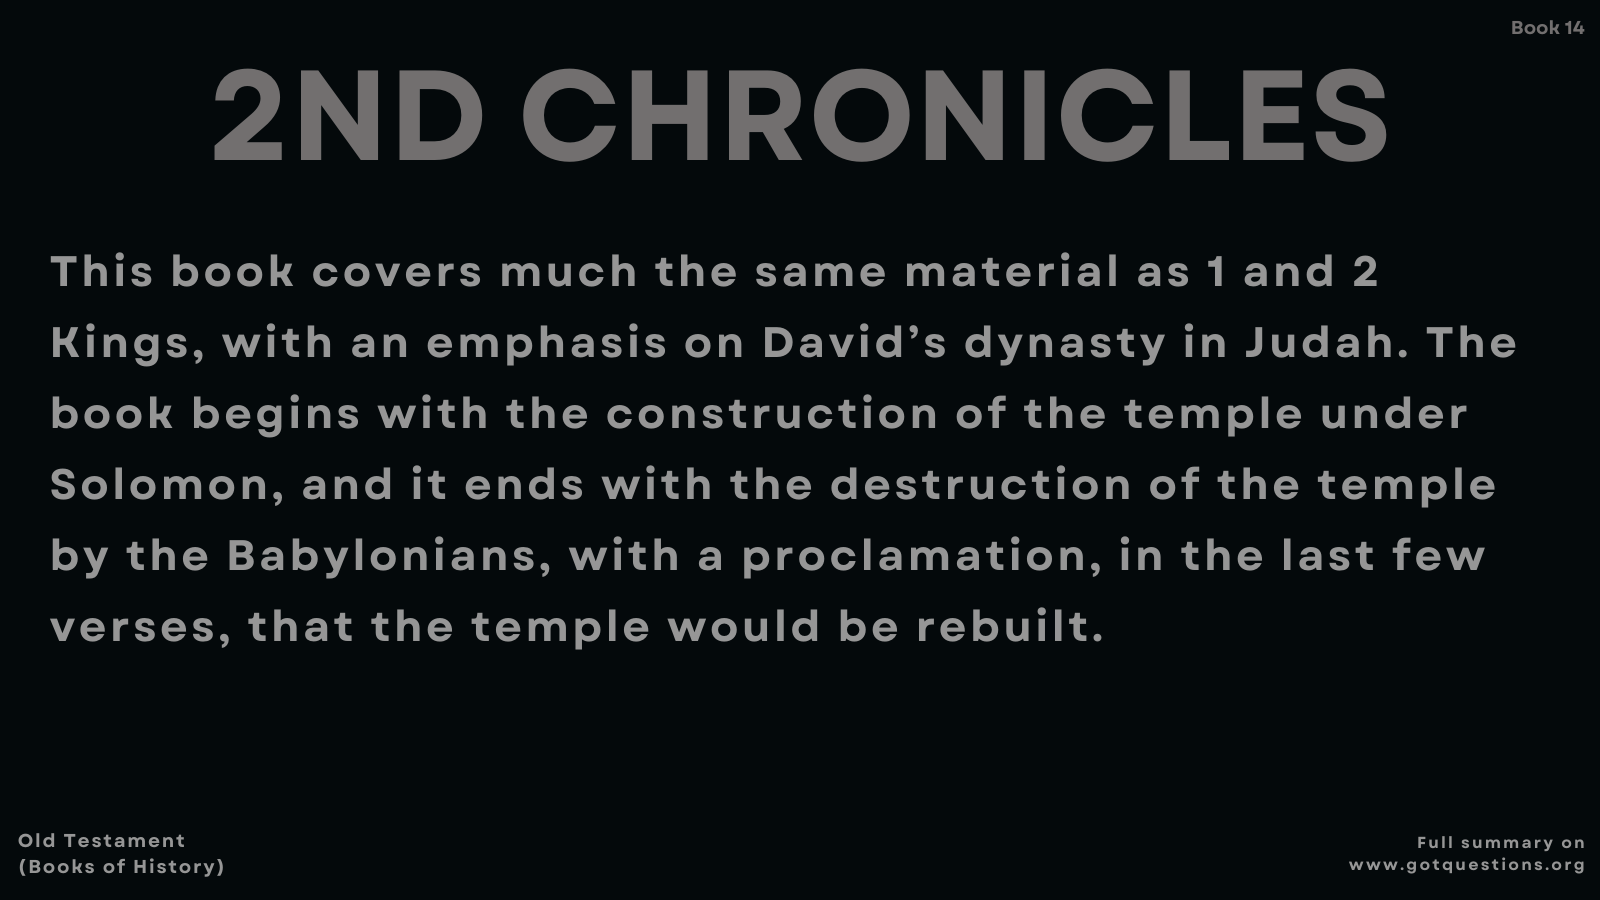 Book 14
2ND CHRONICLES
This book covers much the same material as 1 and 2
Kings, with an emphasis on David’s dynasty in Judah. The
book begins with the construction of the temple under
Solomon, and it ends with the destruction of the temple
by the Babylonians, with a proclamation, in the last few
verses, that the temple would be rebuilt.
Old Testament
(Books of History)
Full summary on
www.gotquestions.org